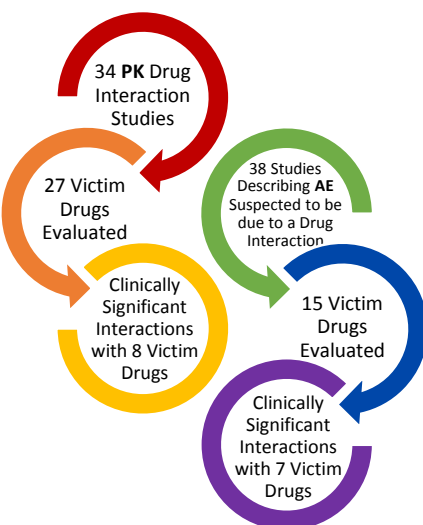 34 PK Drug
Interaction
Studies
27 Victim
Drugs
Evaluated
Clinically
Significant
Interactions
with 8 Victim
Drugs
38 Studies
Describing AE
Suspected to be
due to a Drug
Interaction
15 Victim
Drugs
Evaluated
Clinically
Significant
Interactions
with 7 Victim
Drugs